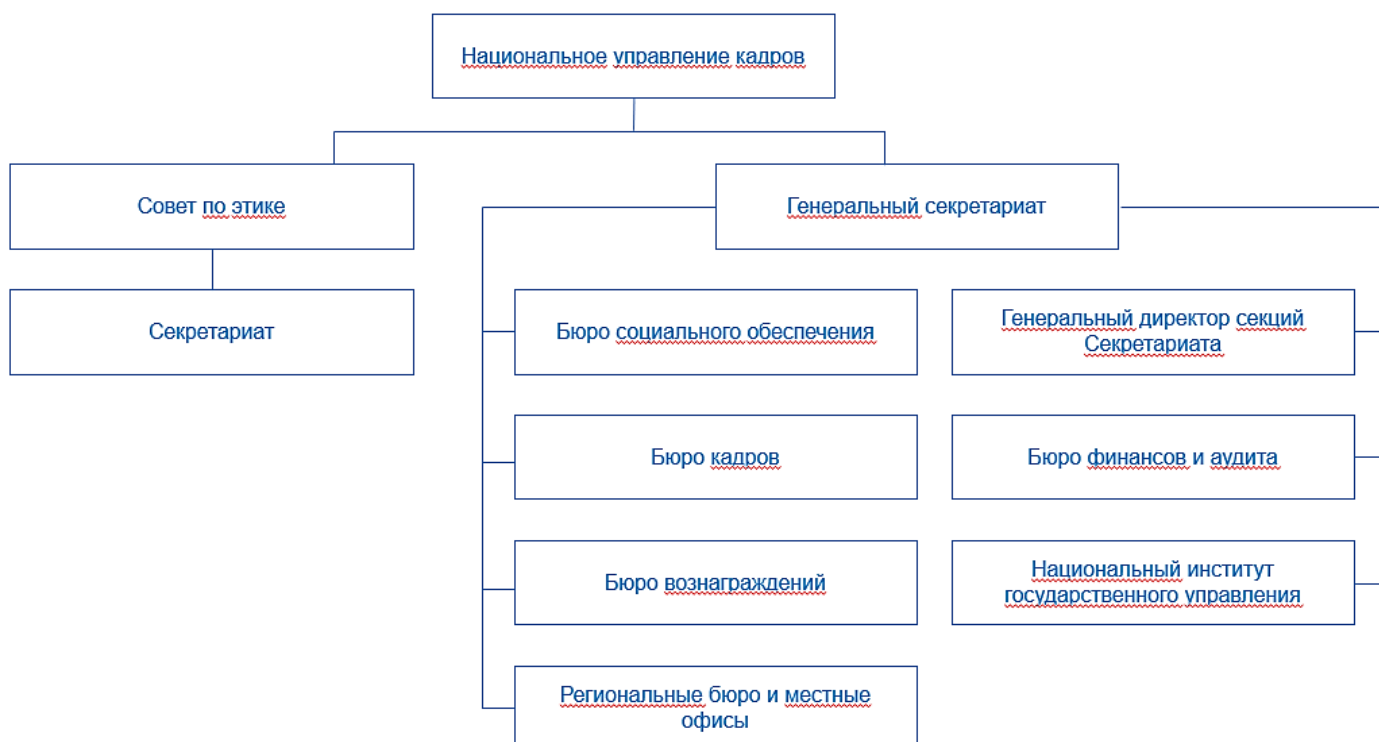 Национальное управление кадров
Совет по этике
Генеральный секретариат
Секретариат
Бюро социального обеспечения
Генеральный директор секций
Секретариата
Бюро кадров
Бюро финансов и аудита
Бюро вознаграждений
Национальный институт
государственного управления
Региональные бюро и местные
офисы